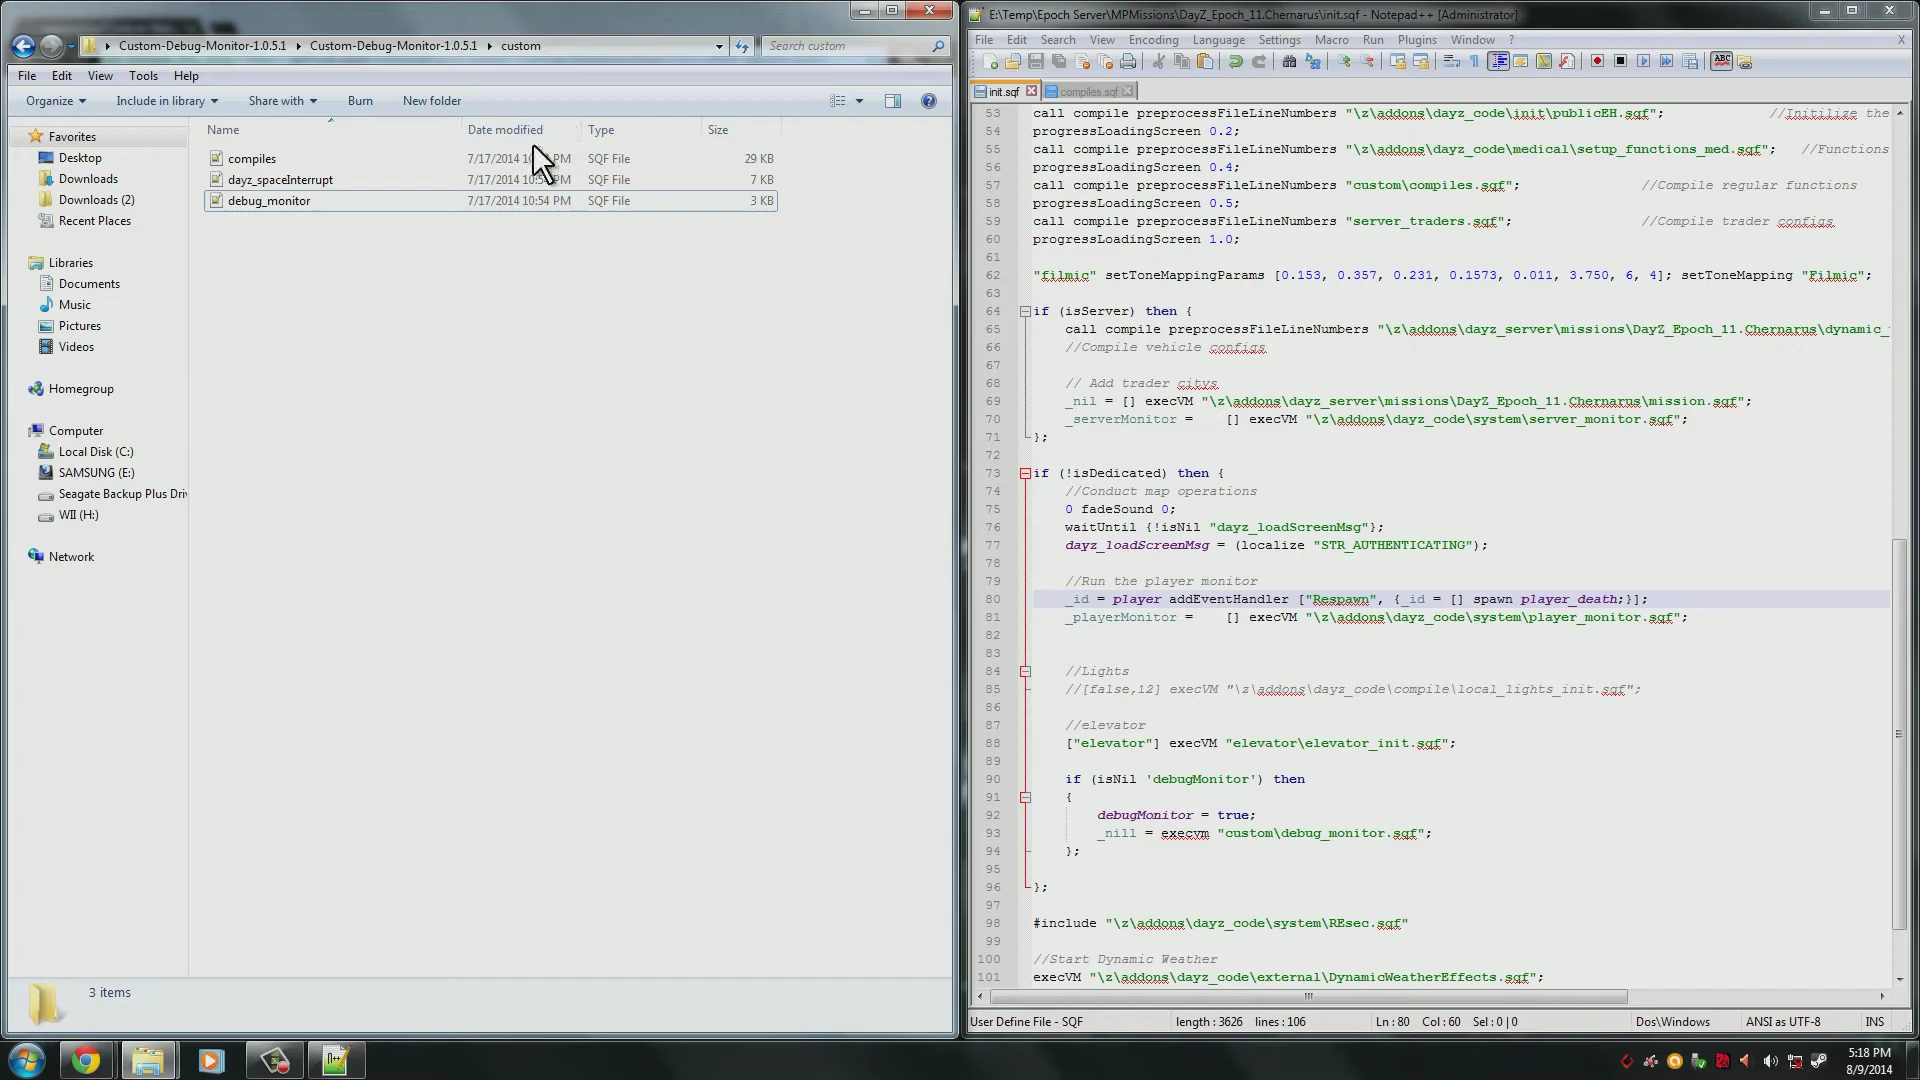 Custom-Debug-Monitor-1.0.5.1 Custom-Debug-Monitor-1.0.5.1 custom
Search custom
File Edit View Tools Help
Organize Include in library Share with Burn New folder
Name Date modified Type Size
Favorites
Desktop
Downloads
Downloads (2)
Recent Places
Libraries
Documents
Music
Pictures
Videos
Homegroup
Computer
Local Disk (C:)
SAMSUNG (E:)
Seagate Backup Plus Driv
WII (H:)
Network
compiles 7/17/2014 PM SQF File 29 KB
dayz_spaceInterrupt 7/17/2014 PM SQF File 7 KB
debug_monitor 7/17/2014 10:54 PM SQF File 3 KB
3 items
E:\Temp\Epoch Server\MPMissions\DayZ_Epoch_11.Chernarus\init.sqf - Notepad++ [Administrator]
File Edit Search View Encoding Language Settings Macro Run Plugins Window ? X
init.sqf compiles.sqf
53 call compile preprocessFileLineNumbers "\z\addons\dayz_code\init\publicEH.sqf"; //Initilize the
54 progressLoadingScreen 0.2;
55 call compile preprocessFileLineNumbers "\z\addons\dayz_code\medical\setup_functions_med.sqf"; //Functions
56 progressLoadingScreen 0.4;
57 call compile preprocessFileLineNumbers "custom\compiles.sqf"; //Compile regular functions
58 progressLoadingScreen 0.5;
59 call compile preprocessFileLineNumbers "server_traders.sqf"; //Compile trader configs
60 progressLoadingScreen 1.0;
61
62 "filmic" setToneMappingParams [0.153, 0.357, 0.231, 0.1573, 0.011, 3.750, 6, 4]; setToneMapping "Filmic";
63
64 if (isServer) then {
65 call compile preprocessFileLineNumbers "\z\addons\dayz_server\missions\DayZ_Epoch_11.Chernarus\dynamic_
66 //Compile vehicle configs
67
68 // Add trader citys
69 _nil = [] execVM "\z\addons\dayz_server\missions\DayZ_Epoch_11.Chernarus\mission.sqf";
70 _serverMonitor = [] execVM "\z\addons\dayz_code\system\server_monitor.sqf";
71 };
72
73 if (!isDedicated) then {
74 //Conduct map operations
75 0 fadeSound 0;
76 waitUntil {!isNil "dayz_loadScreenMsg"};
77 dayz_loadScreenMsg = (localize "STR_AUTHENTICATING");
78
79 //Run the player monitor
80 _id = player addEventHandler ["Respawn", {_id = [] spawn player_death;}];
81 _playerMonitor = [] execVM "\z\addons\dayz_code\system\player_monitor.sqf";
82
83
84 //Lights
85 //[false,12] execVM "\z\addons\dayz_code\compile\local_lights_init.sqf";
86
87 //elevator
88 ["elevator"] execVM "elevator\elevator_init.sqf";
89
90 if (isNil 'debugMonitor') then
91 {
92 debugMonitor = true;
93 _nill = execvm "custom\debug_monitor.sqf";
94 };
95
96 };
97
98 #include "\z\addons\dayz_code\system\REsec.sqf"
99
100 //Start Dynamic Weather
101 execVM "\z\addons\dayz_code\external\DynamicWeatherEffects.sqf";
User Define File - SQF length : 3626 lines : 106 Ln : 80 Col : 60 Sel : 0 | 0 Dos\Windows ANSI as UTF-8 INS
5:18 PM
8/9/2014